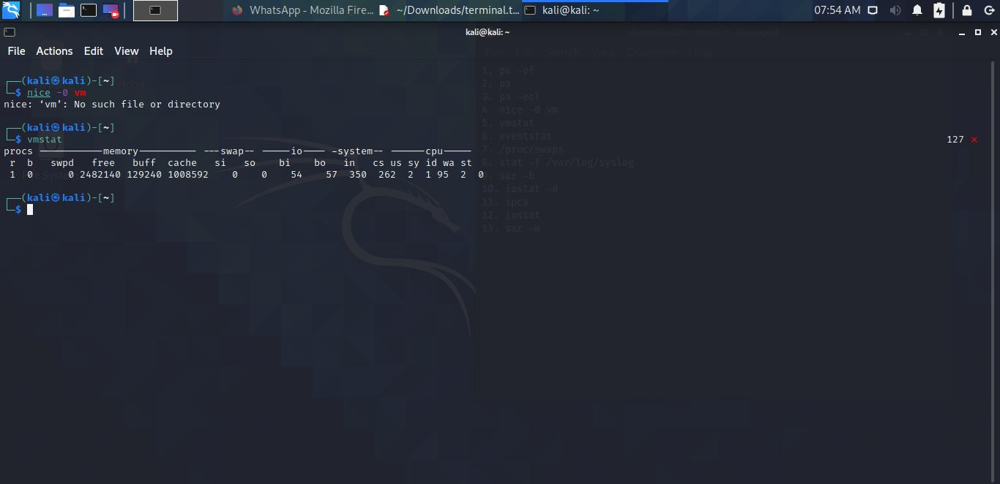 WhatsApp - Mozilla Fire... ~/Downloads/terminal.t... kali@kali: ~ 07:54 AM
kali@kali: ~
~/Downloads/terminal.txt - Mousepad
File Actions Edit View Help
File Edit Search View Document Help
┌──(kali㉿kali)-[~]
└─$ nice -0 vm
nice: ‘vm’: No such file or directory
┌──(kali㉿kali)-[~]
└─$ vmstat
127 ×
procs -----------memory---------- ---swap-- -----io---- -system-- ------cpu-----
r b swpd free buff cache si so bi bo in cs us sy id wa st
1 0 0 2482140 129240 1008592 0 0 54 57 350 262 2 1 95 2 0
┌──(kali㉿kali)-[~]
└─$
1. ps -ef
2. ps
3. ps -ecl
4. nice -0 vm
5. vmstat
6. eventstat
7. /proc/swaps
8. stat -f /var/log/syslog
9. sar -b
10. iostat -d
11. ipcs
12. iostat
13. sar -w
Home
File System